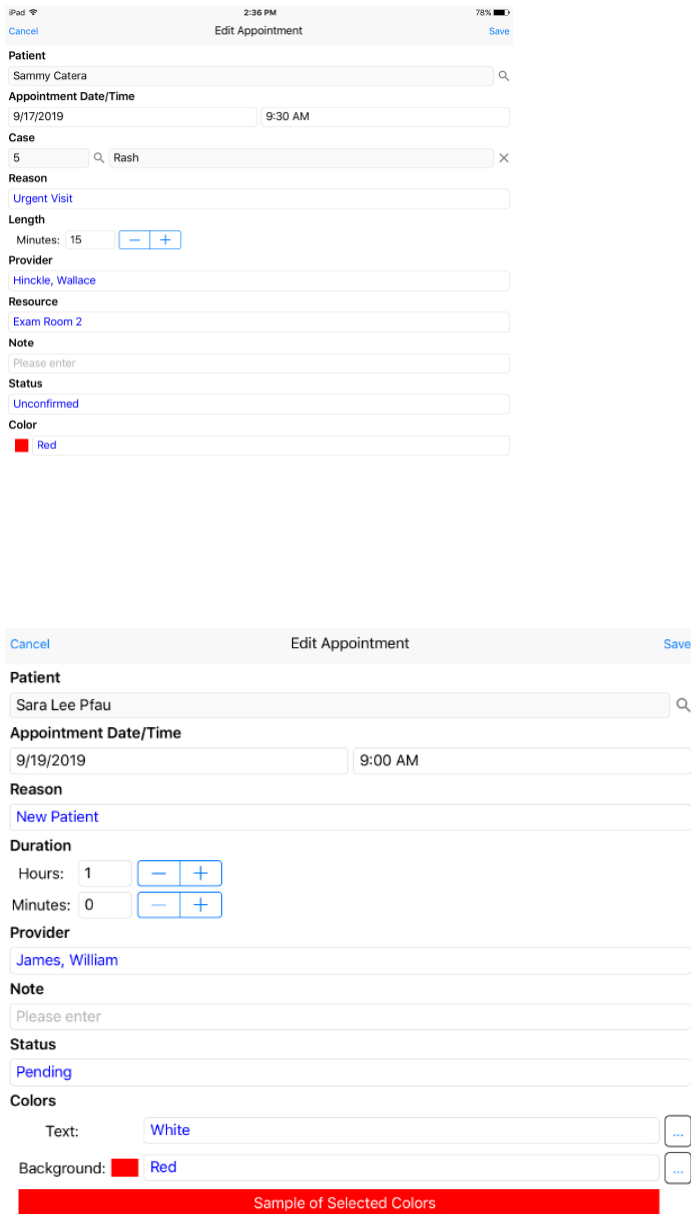 iPad 2:36 PM 78%
Cancel Edit Appointment Save
Patient
Sammy Catera
Appointment Date/Time
9/17/2019 9:30 AM
Case
5 Rash
Reason
Urgent Visit
Length
Minutes: 15 − +
Provider
Hinckle, Wallace
Resource
Exam Room 2
Note
Please enter
Status
Unconfirmed
Color
Red
Cancel Edit Appointment Save
Patient
Sara Lee Pfau
Appointment Date/Time
9/19/2019 9:00 AM
Reason
New Patient
Duration
Hours: 1 − +
Minutes: 0 − +
Provider
James, William
Note
Please enter
Status
Pending
Colors
Text: White ...
Background: Red ...
Sample of Selected Colors